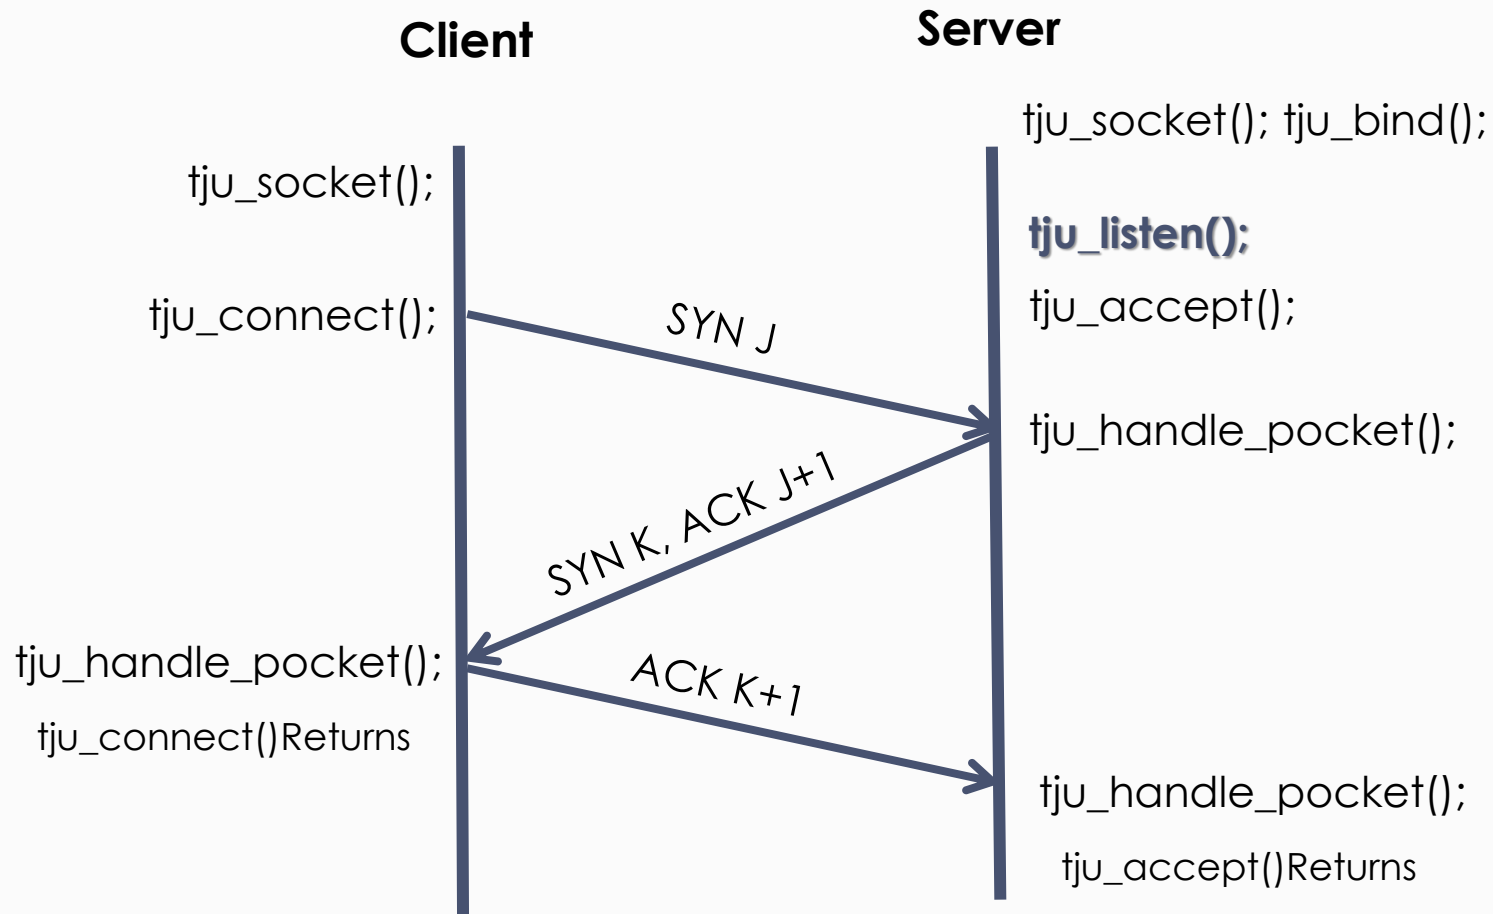 Client
Server
tju_socket(); tju_bind();
tju_socket();
tju_listen();
tju_connect();
SYN J
tju_accept();
tju_handle_pocket();
SYN K, ACK J+1
tju_handle_pocket();
ACK K+1
tju_connect()Returns
tju_handle_pocket();
tju_accept()Returns